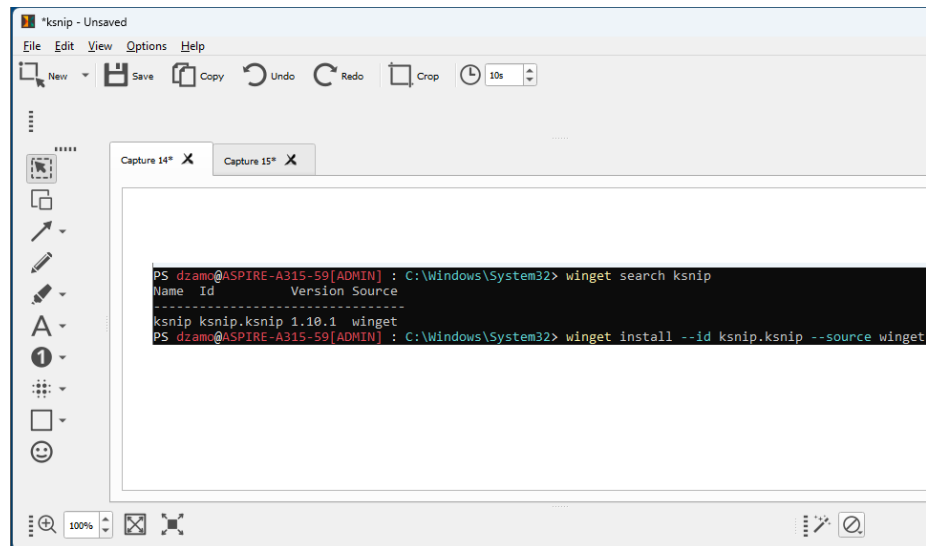 *ksnip - Unsaved
File Edit View Options Help
New Save Copy Undo Redo Crop 10s
Capture 14* Capture 15*
PS dzamo@ASPIRE-A315-59[ADMIN] : C:\Windows\System32> winget search ksnip
Name Id Version Source
---------------------------------
ksnip ksnip.ksnip 1.10.1 winget
PS dzamo@ASPIRE-A315-59[ADMIN] : C:\Windows\System32> winget install --id ksnip.ksnip --source winget
A
1
100%